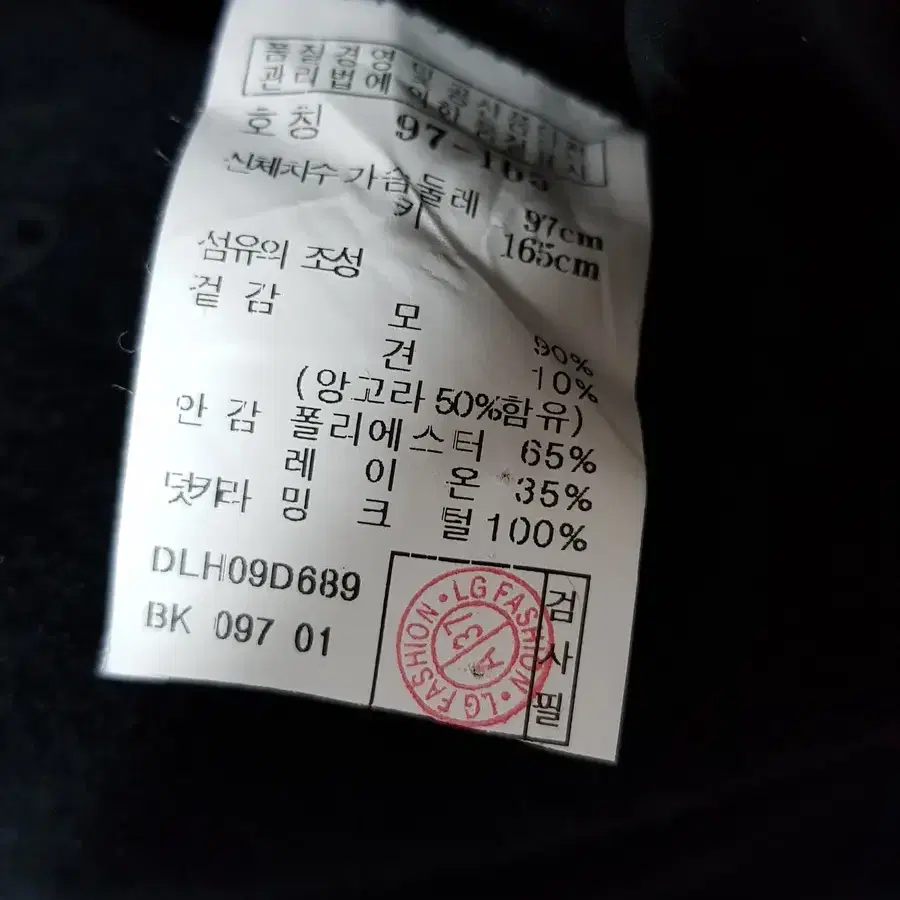 품질경영 및 공산품안전
관리법에 의한 품질표시
호칭 97-165
신체치수 가슴둘레 97cm
키 165cm
섬유의 조성
겉감 모 90%
견 10%
(앙고라 50%함유)
안감 폴리에스터 65%
레이온 35%
덧카라 밍크털 100%
DLH09D689
BK 097 01
LG FASHION • LG FASHION •
A 37
검사필